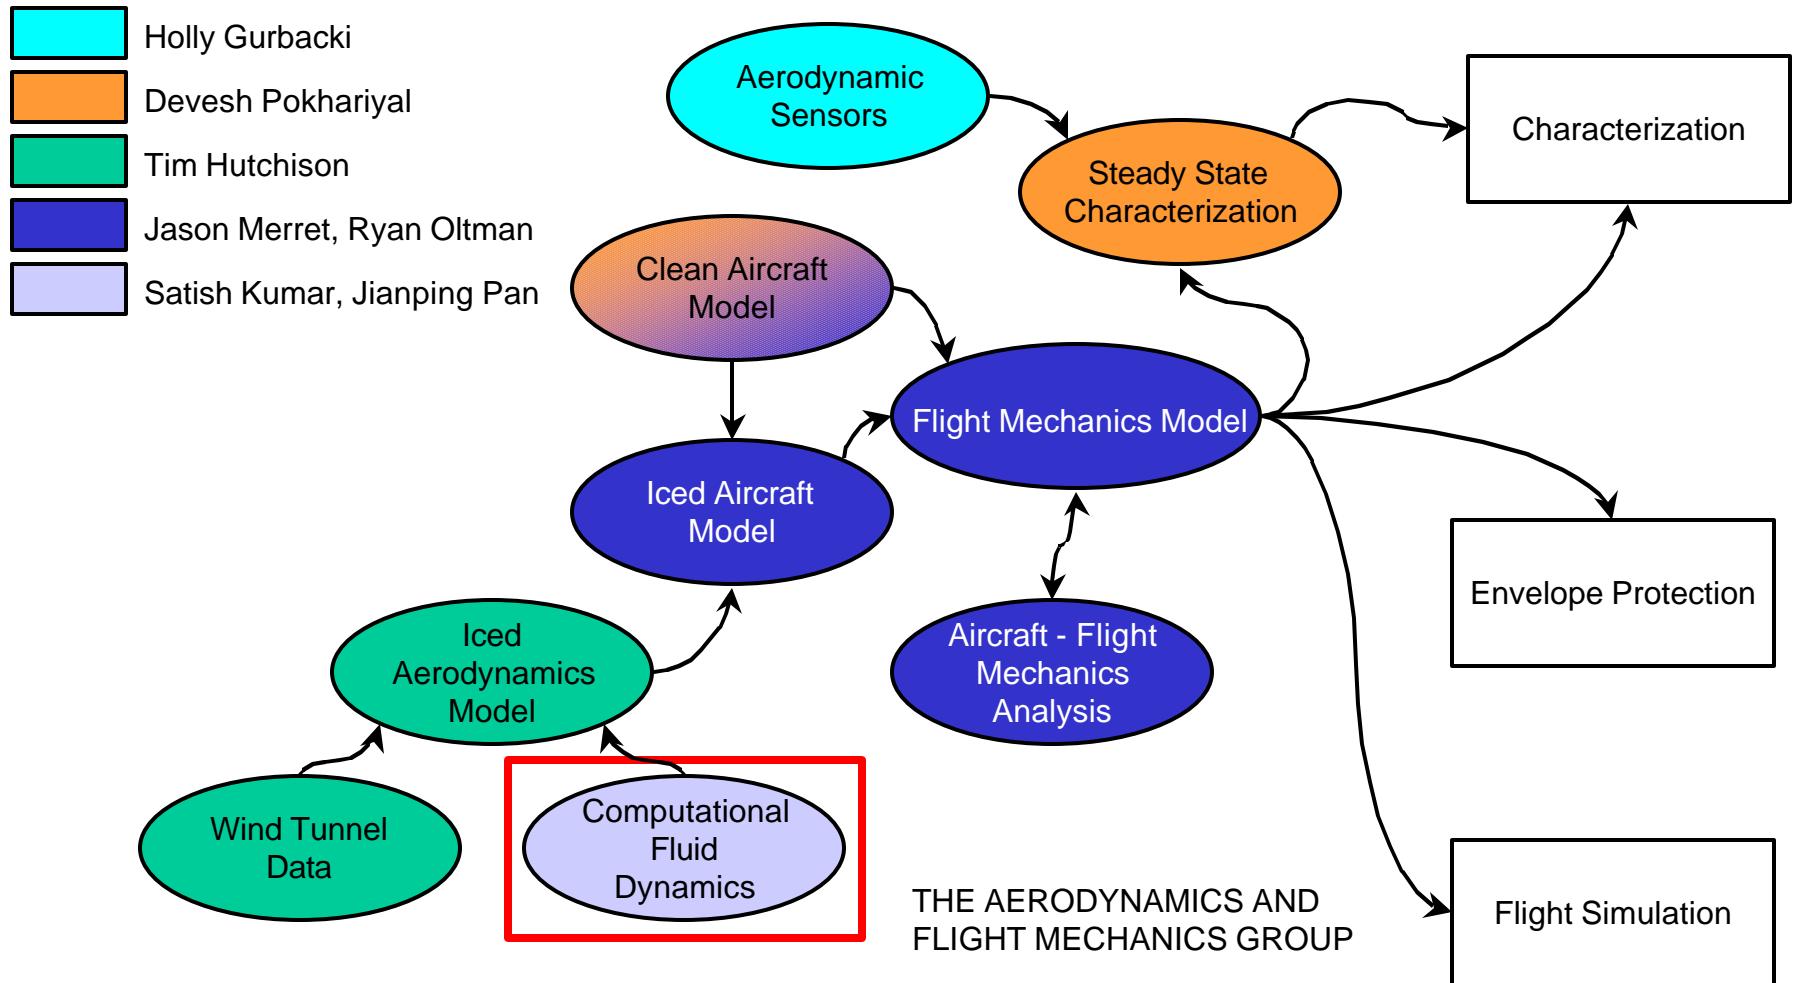 Holly Gurbacki
Devesh Pokhariyal
Tim Hutchison
Jason Merret, Ryan Oltman
Satish Kumar, Jianping Pan
Aerodynamic
Sensors
Steady State
Characterization
Characterization
Clean Aircraft
Model
Flight Mechanics Model
Iced Aircraft
Model
Envelope Protection
Iced
Aerodynamics
Model
Aircraft - Flight
Mechanics
Analysis
Wind Tunnel
Data
Computational
Fluid
Dynamics
THE AERODYNAMICS AND
FLIGHT MECHANICS GROUP
Flight Simulation